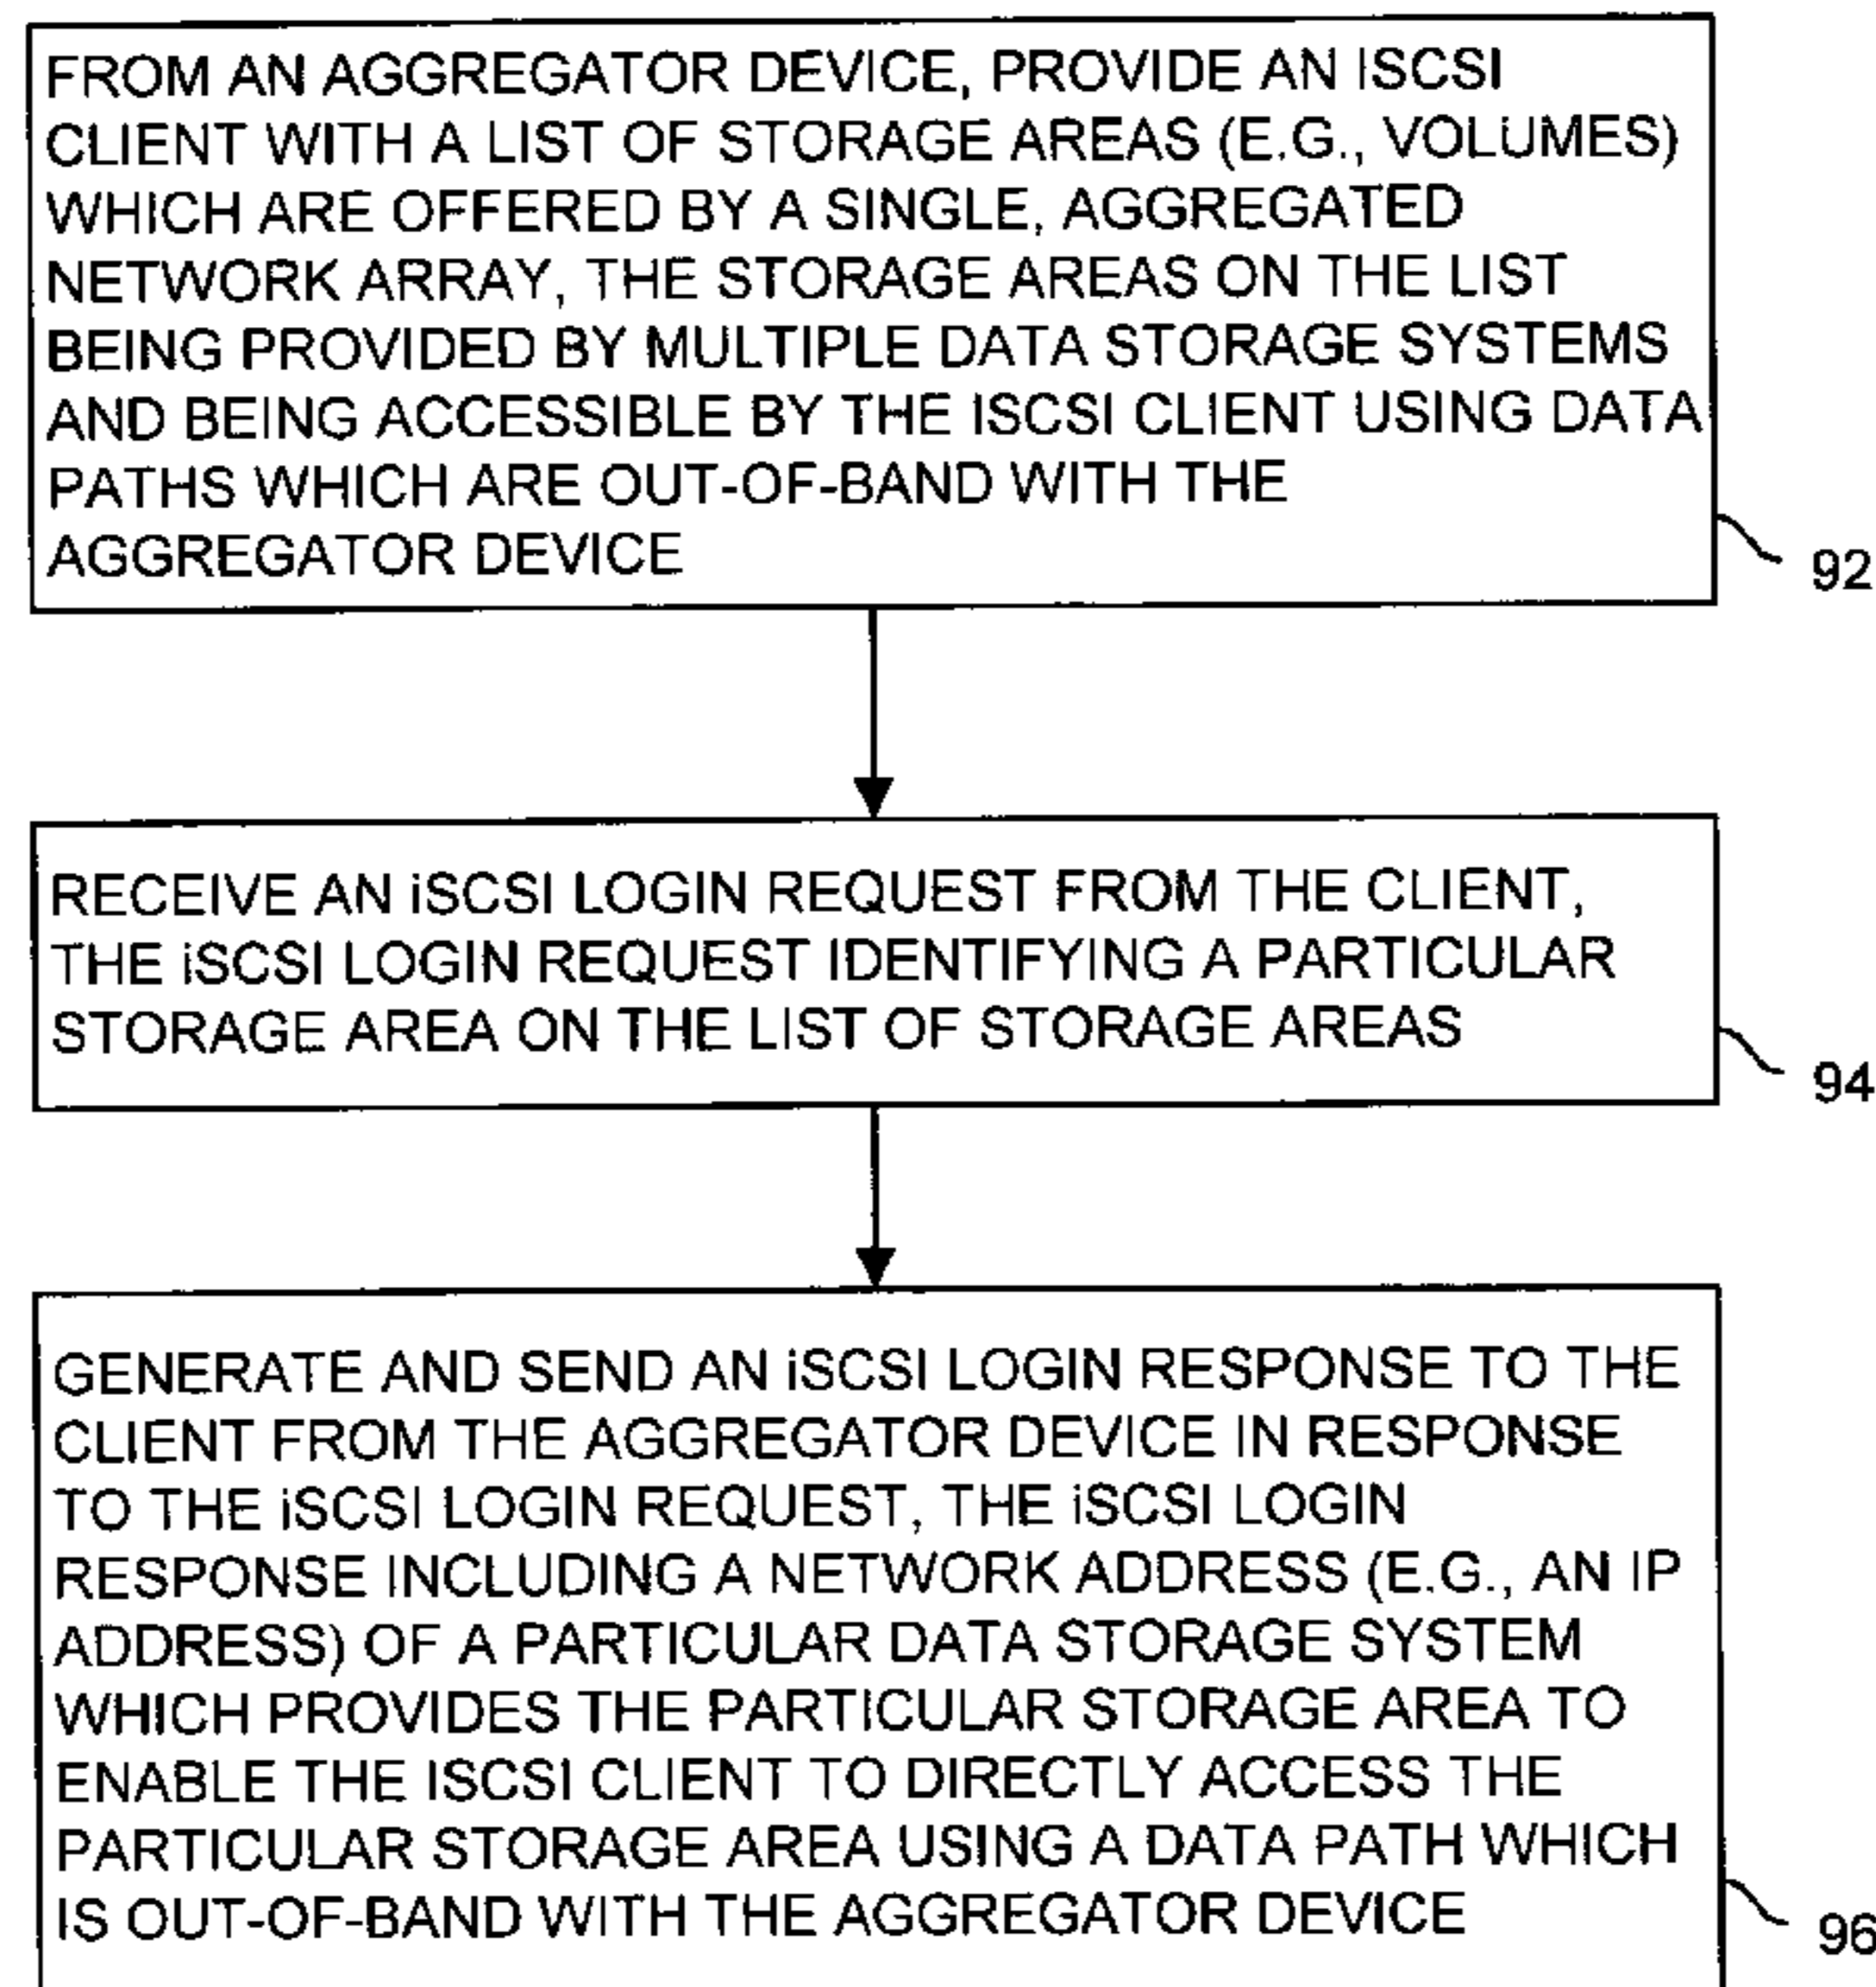 FROM AN AGGREGATOR DEVICE, PROVIDE AN ISCSI
CLIENT WITH A LIST OF STORAGE AREAS (E.G., VOLUMES)
WHICH ARE OFFERED BY A SINGLE, AGGREGATED
NETWORK ARRAY, THE STORAGE AREAS ON THE LIST
BEING PROVIDED BY MULTIPLE DATA STORAGE SYSTEMS
AND BEING ACCESSIBLE BY THE ISCSI CLIENT USING DATA
PATHS WHICH ARE OUT-OF-BAND WITH THE
AGGREGATOR DEVICE
92
RECEIVE AN iSCSI LOGIN REQUEST FROM THE CLIENT,
THE iSCSI LOGIN REQUEST IDENTIFYING A PARTICULAR
STORAGE AREA ON THE LIST OF STORAGE AREAS
94
GENERATE AND SEND AN iSCSI LOGIN RESPONSE TO THE
CLIENT FROM THE AGGREGATOR DEVICE IN RESPONSE
TO THE iSCSI LOGIN REQUEST, THE iSCSI LOGIN
RESPONSE INCLUDING A NETWORK ADDRESS (E.G., AN IP
ADDRESS) OF A PARTICULAR DATA STORAGE SYSTEM
WHICH PROVIDES THE PARTICULAR STORAGE AREA TO
ENABLE THE ISCSI CLIENT TO DIRECTLY ACCESS THE
PARTICULAR STORAGE AREA USING A DATA PATH WHICH
IS OUT-OF-BAND WITH THE AGGREGATOR DEVICE
96